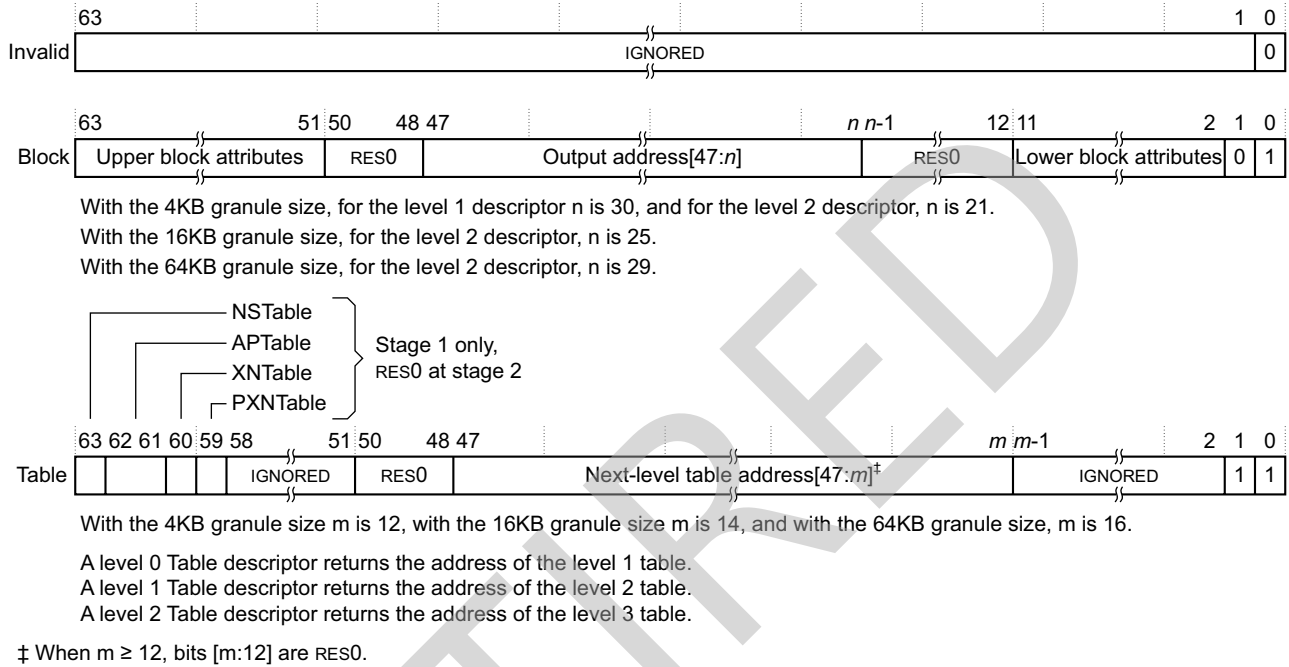 63 1 0
Invalid IGNORED 0
63 51 50 48 47 n n-1 12 11 2 1 0
Block Upper block attributes RES0 Output address[47:n] RES0 Lower block attributes 0 1
With the 4KB granule size, for the level 1 descriptor n is 30, and for the level 2 descriptor, n is 21.
With the 16KB granule size, for the level 2 descriptor, n is 25.
With the 64KB granule size, for the level 2 descriptor, n is 29.
NSTable
APTable
XNTable
PXNTable
Stage 1 only,
RES0 at stage 2
63 62 61 60 59 58 51 50 48 47 m m-1 2 1 0
Table IGNORED RES0 Next-level table address[47:m]‡ IGNORED 1 1
With the 4KB granule size m is 12, with the 16KB granule size m is 14, and with the 64KB granule size, m is 16.
A level 0 Table descriptor returns the address of the level 1 table.
A level 1 Table descriptor returns the address of the level 2 table.
A level 2 Table descriptor returns the address of the level 3 table.
‡ When m ≥ 12, bits [m:12] are RES0.
TIRED